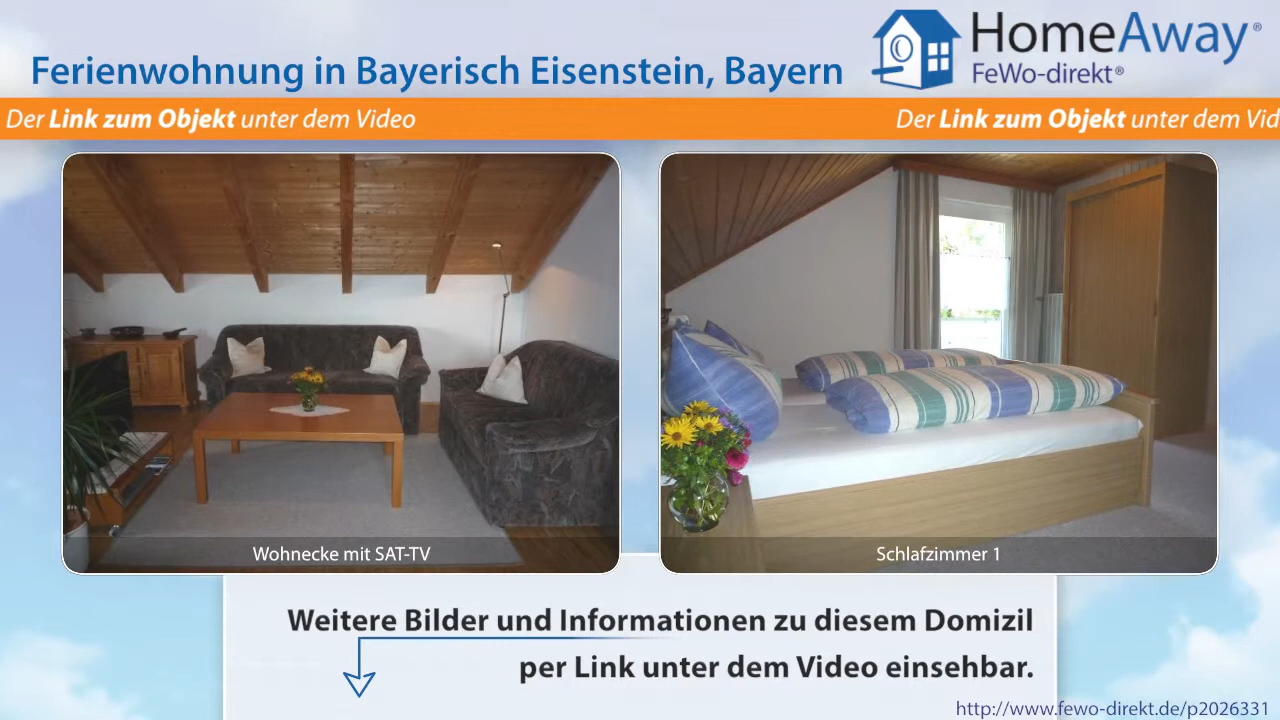 HomeAway®
FeWo-direkt®
Ferienwohnung in Bayerisch Eisenstein, Bayern
Der Link zum Objekt unter dem Video
Der Link zum Objekt unter dem Vid
Wohnecke mit SAT-TV
Schlafzimmer 1
Weitere Bilder und Informationen zu diesem Domizil
per Link unter dem Video einsehbar.
http://www.fewo-direkt.de/p2026331